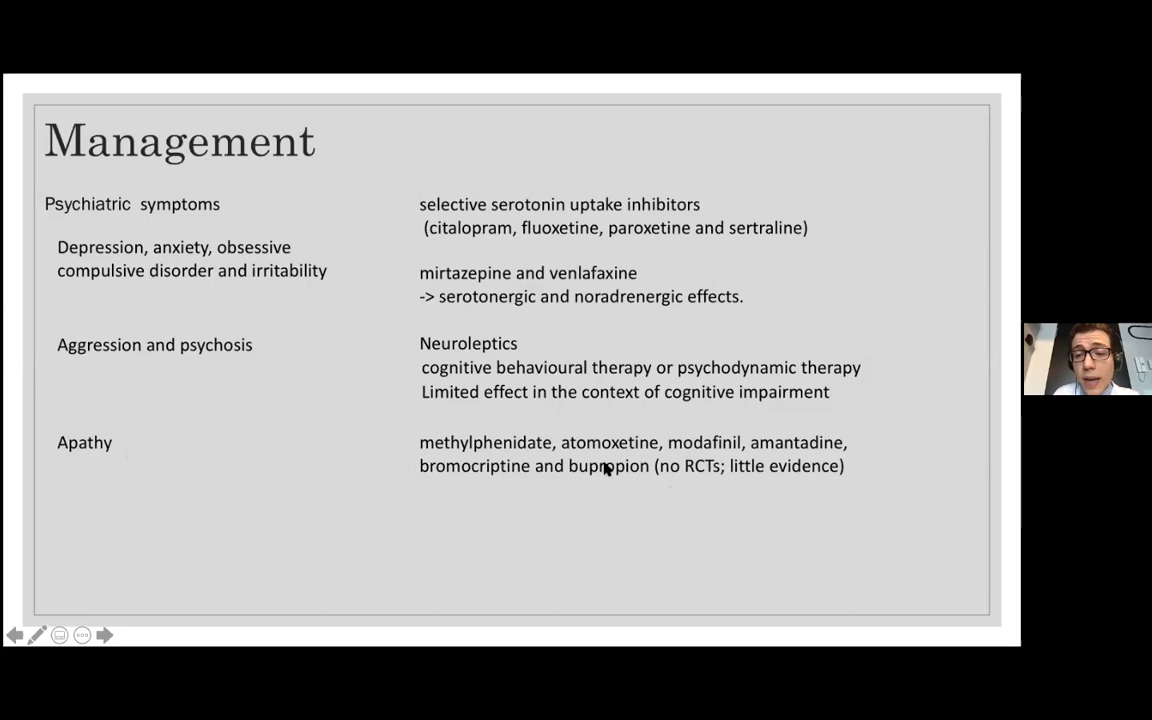 Management
Psychiatric symptoms
selective serotonin uptake inhibitors
(citalopram, fluoxetine, paroxetine and sertraline)
Depression, anxiety, obsessive
compulsive disorder and irritability
mirtazepine and venlafaxine
-> serotonergic and noradrenergic effects.
Aggression and psychosis
Neuroleptics
cognitive behavioural therapy or psychodynamic therapy
Limited effect in the context of cognitive impairment
Apathy
methylphenidate, atomoxetine, modafinil, amantadine,
bromocriptine and bupropion (no RCTs; little evidence)